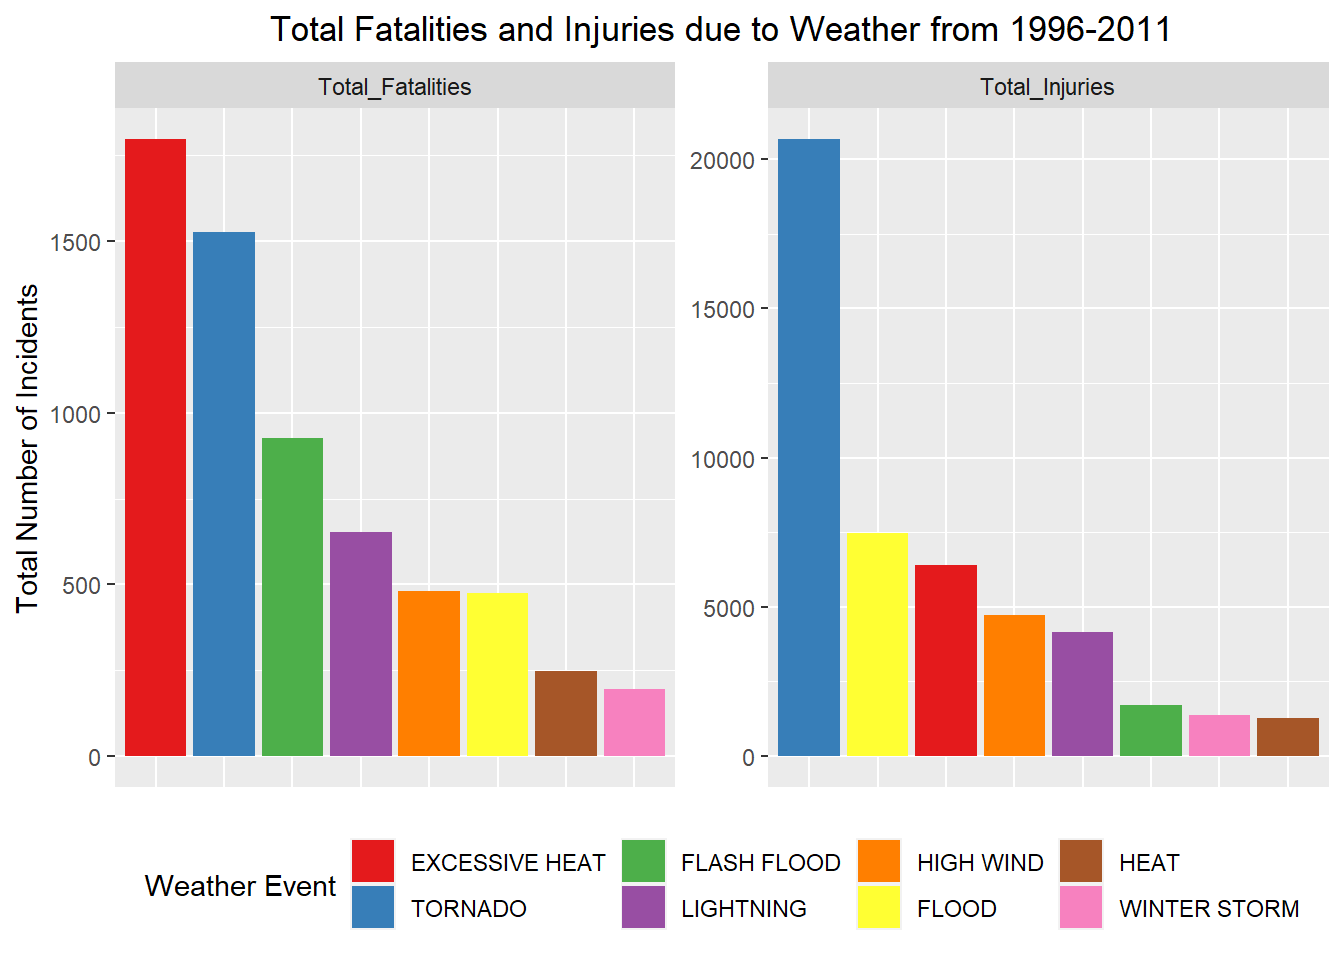 Total Fatalities and Injuries due to Weather from 1996-2011
Total_Fatalities
Total_Injuries
Total Number of Incidents
1500
1000
500
0
20000
15000
10000
5000
0
Weather Event
EXCESSIVE HEAT
FLASH FLOOD
HIGH WIND
HEAT
TORNADO
LIGHTNING
FLOOD
WINTER STORM